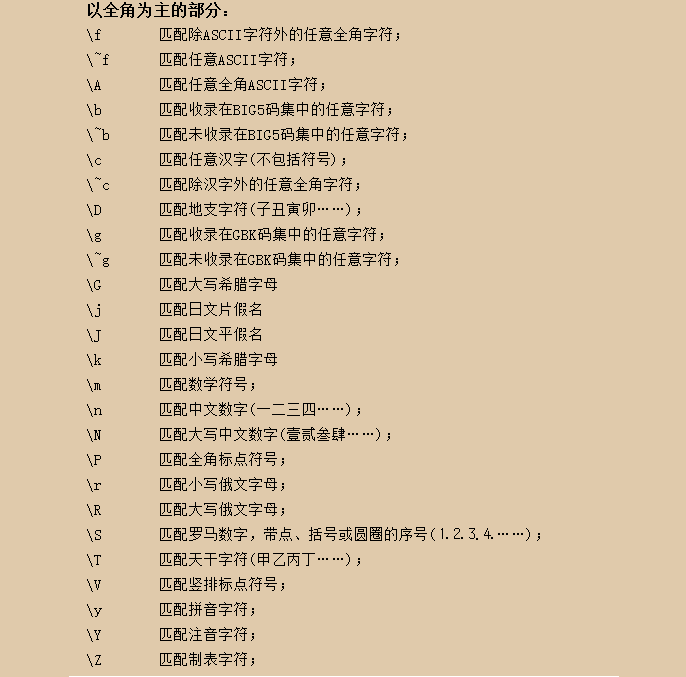 以全角为主的部分：
\f 匹配除ASCII字符外的任意全角字符；
\~f 匹配任意ASCII字符；
\A 匹配任意全角ASCII字符；
\b 匹配收录在BIG5码集中的任意字符；
\~b 匹配未收录在BIG5码集中的任意字符；
\c 匹配任意汉字(不包括符号)；
\~c 匹配除汉字外的任意全角字符；
\D 匹配地支字符(子丑寅卯……)；
\g 匹配收录在GBK码集中的任意字符；
\~g 匹配未收录在GBK码集中的任意字符；
\G 匹配大写希腊字母
\j 匹配日文片假名
\J 匹配日文平假名
\k 匹配小写希腊字母
\m 匹配数学符号；
\n 匹配中文数字(一二三四……)；
\N 匹配大写中文数字(壹贰叁肆……)；
\P 匹配全角标点符号；
\r 匹配小写俄文字母；
\R 匹配大写俄文字母；
\S 匹配罗马数字，带点、括号或圆圈的序号(1.2.3.4.……)；
\T 匹配天干字符(甲乙丙丁……)；
\V 匹配竖排标点符号；
\y 匹配拼音字符；
\Y 匹配注音字符；
\Z 匹配制表字符；